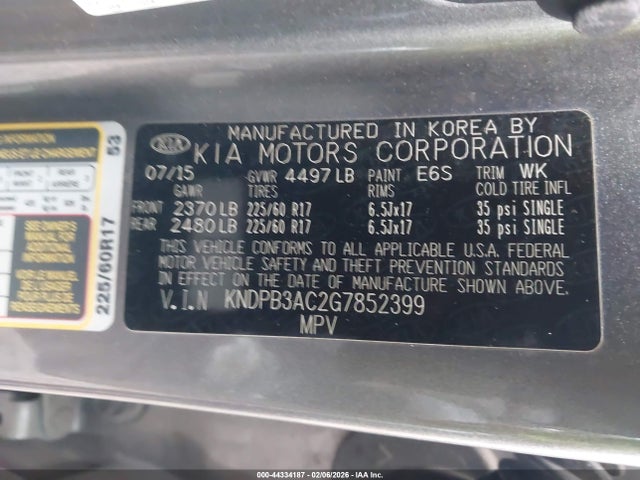 INFORMATION
53
ADDITIONAL
INFORMATION
225/60R17
KIA
MANUFACTURED IN KOREA BY
KIA MOTORS CORPORATION
07/15 GVWR 4497 LB PAINT E6S TRIM WK
GAWR TIRES RIMS COLD TIRE INFL
FRONT 2370 LB 225/60 R17 6.5Jx17 35 psi SINGLE
REAR 2480 LB 225/60 R17 6.5Jx17 35 psi SINGLE
THIS VEHICLE CONFORMS TO ALL APPLICABLE U.S.A. FEDERAL
MOTOR VEHICLE SAFETY AND THEFT PREVENTION STANDARDS
IN EFFECT ON THE DATE OF MANUFACTURE SHOWN ABOVE.
V.I.N KNDPB3AC2G7852399
MPV
000-44334187 - 02/06/2026 - IAA Inc.